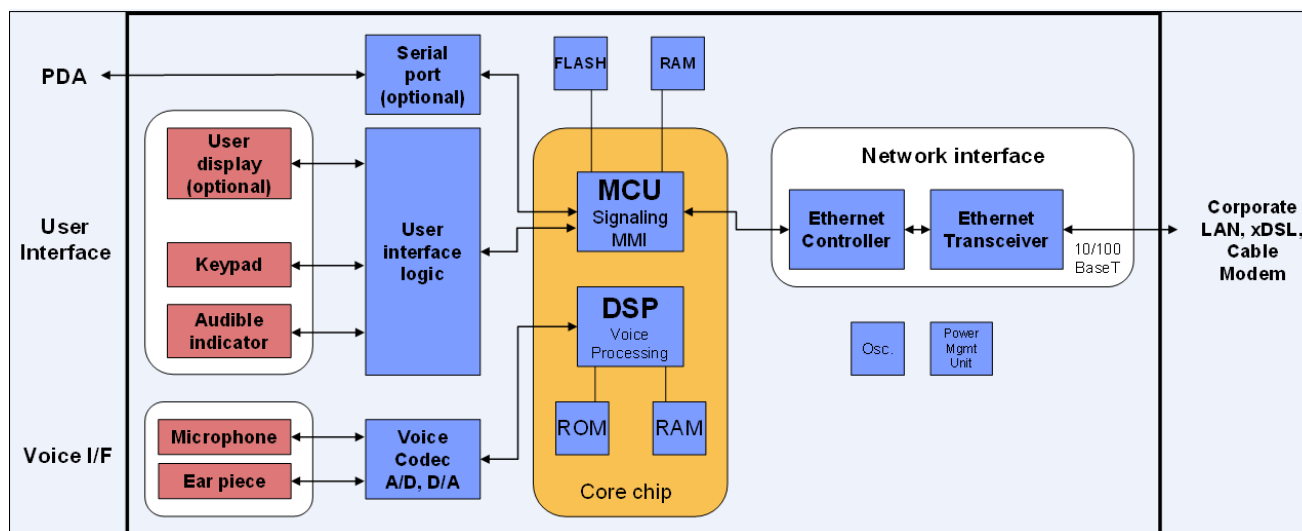 PDA
User
Interface
Voice I/F
Serial
port
(optional)
User
display
(optional)
Keypad
Audible
indicator
User
interface
logic
Microphone
Ear piece
Voice
Codec
A/D, D/A
FLASH
RAM
MCU
Signaling
MMI
DSP
Voice
Processing
ROM
RAM
Core chip
Network interface
Ethernet
Controller
Ethernet
Transceiver
10/100
BaseT
Osc.
Power
Mgmt
Unit
Corporate
LAN, xDSL,
Cable
Modem